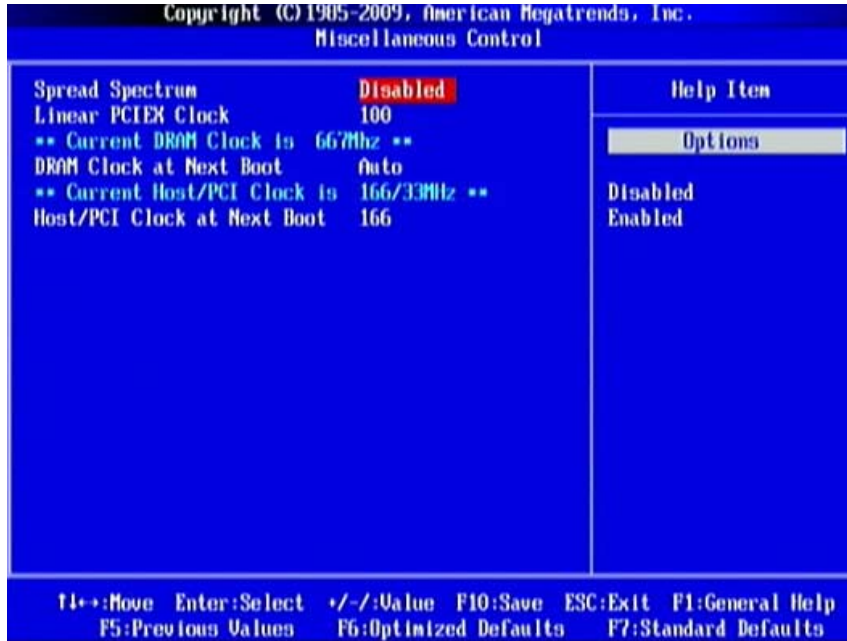 Copyright (C)1985-2009, American Megatrends, Inc.
Miscellaneous Control
Spread Spectrum Disabled
Linear PCIEX Clock 100
** Current DRAM Clock is 667Mhz **
DRAM Clock at Next Boot Auto
** Current Host/PCI Clock is 166/33MHz **
Host/PCI Clock at Next Boot 166
Help Item
Options
Disabled
Enabled
↑↓←→:Move Enter:Select +/-/:Value F10:Save ESC:Exit F1:General Help
F5:Previous Values F6:Optimized Defaults F7:Standard Defaults